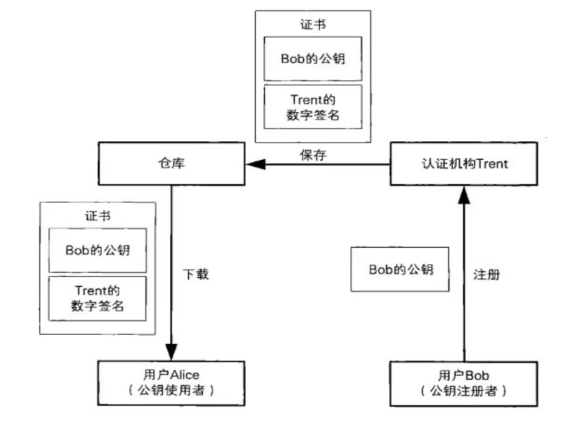 证书
Bob的公钥
Trent的
数字签名
仓库
保存
认证机构Trent
证书
Bob的公钥
Trent的
数字签名
下载
Bob的公钥
注册
用户Alice
（公钥使用者）
用户Bob
（公钥注册者）